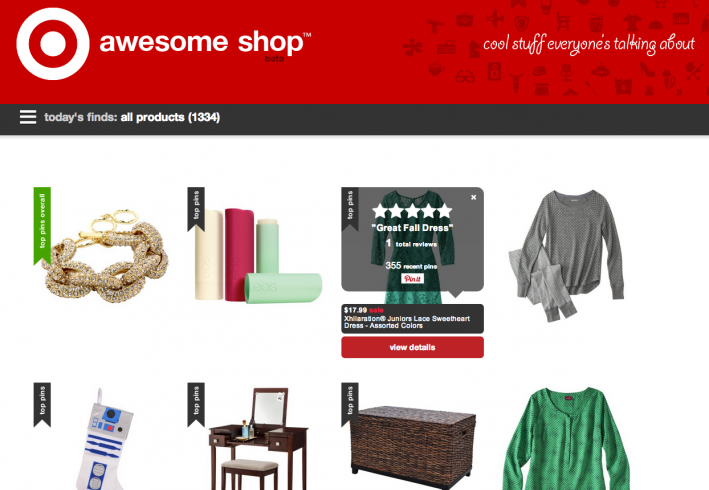 awesome shop™
beta
cool stuff everyone's talking about
today's finds: all products (1334)
top pins overall
top pins
top pins
"Great Fall Dress"
1 total reviews
355 recent pins
Pin it
$17.99 sale
Xhilaration® Juniors Lace Sweetheart
Dress - Assorted Colors
view details
eos
top pins
top pins
top pins